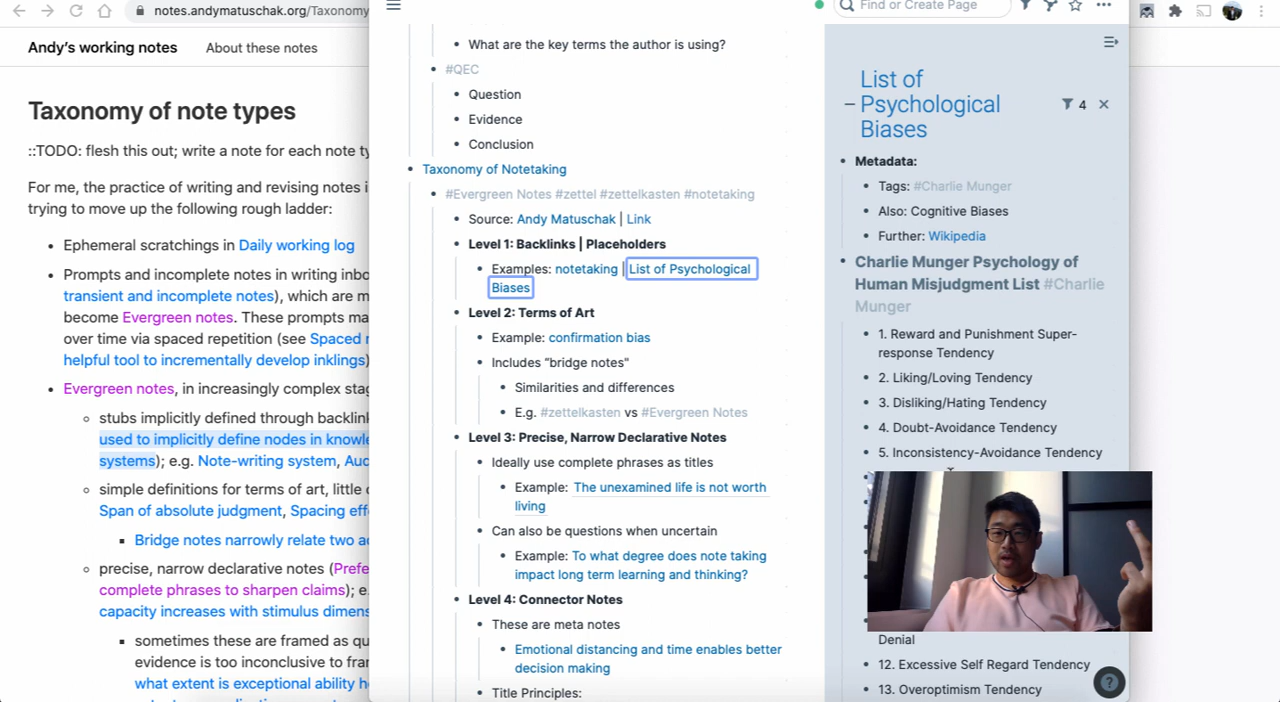 notes.andymatuschak.org/Taxonomy
Andy's working notes About these notes
Taxonomy of note types
::TODO: flesh this out; write a note for each note ty
For me, the practice of writing and revising notes i
trying to move up the following rough ladder:
Ephemeral scratchings in Daily working log
Prompts and incomplete notes in writing inbo
transient and incomplete notes), which are m
become Evergreen notes. These prompts ma
over time via spaced repetition (see Spaced r
helpful tool to incrementally develop inklings)
Evergreen notes, in increasingly complex stag
stubs implicitly defined through backlink
used to implicitly define nodes in knowle
systems); e.g. Note-writing system, Aud
simple definitions for terms of art, little c
Span of absolute judgment, Spacing effe
Bridge notes narrowly relate two ad
precise, narrow declarative notes (Prefe
complete phrases to sharpen claims); e.
capacity increases with stimulus dimens
sometimes these are framed as qu
evidence is too inconclusive to fram
what extent is exceptional ability he
What are the key terms the author is using?
#QEC
Question
Evidence
Conclusion
Taxonomy of Notetaking
#Evergreen Notes #zettel #zettelkasten #notetaking
Source: Andy Matuschak | Link
Level 1: Backlinks | Placeholders
Examples: notetaking | List of Psychological
Biases
Level 2: Terms of Art
Example: confirmation bias
Includes "bridge notes"
Similarities and differences
E.g. #zettelkasten vs #Evergreen Notes
Level 3: Precise, Narrow Declarative Notes
Ideally use complete phrases as titles
Example: The unexamined life is not worth
living
Can also be questions when uncertain
Example: To what degree does note taking
impact long term learning and thinking?
Level 4: Connector Notes
These are meta notes
Emotional distancing and time enables better
decision making
Title Principles:
Find or Create Page
List of
Psychological
Biases
4
Metadata:
Tags: #Charlie Munger
Also: Cognitive Biases
Further: Wikipedia
Charlie Munger Psychology of
Human Misjudgment List #Charlie
Munger
1. Reward and Punishment Super-
response Tendency
2. Liking/Loving Tendency
3. Disliking/Hating Tendency
4. Doubt-Avoidance Tendency
5. Inconsistency-Avoidance Tendency
Denial
12. Excessive Self Regard Tendency
13. Overoptimism Tendency